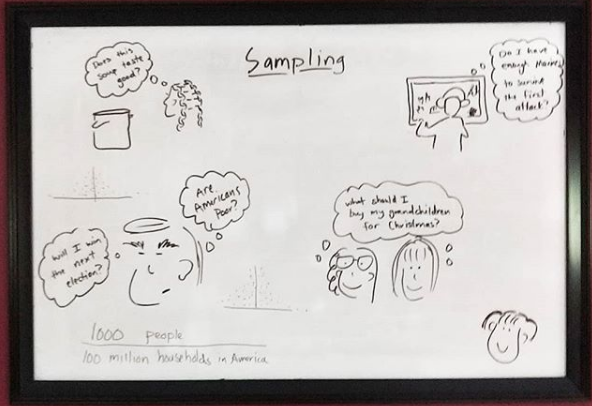 Sampling
Does this
soup taste
good?
Do I have
enough Marines
to survive
the first
attack?
Are
Americans
Poor?
Will I win
the next
election?
what should I
buy my grandchildren
for Christmas?
1000 people
100 million households in America